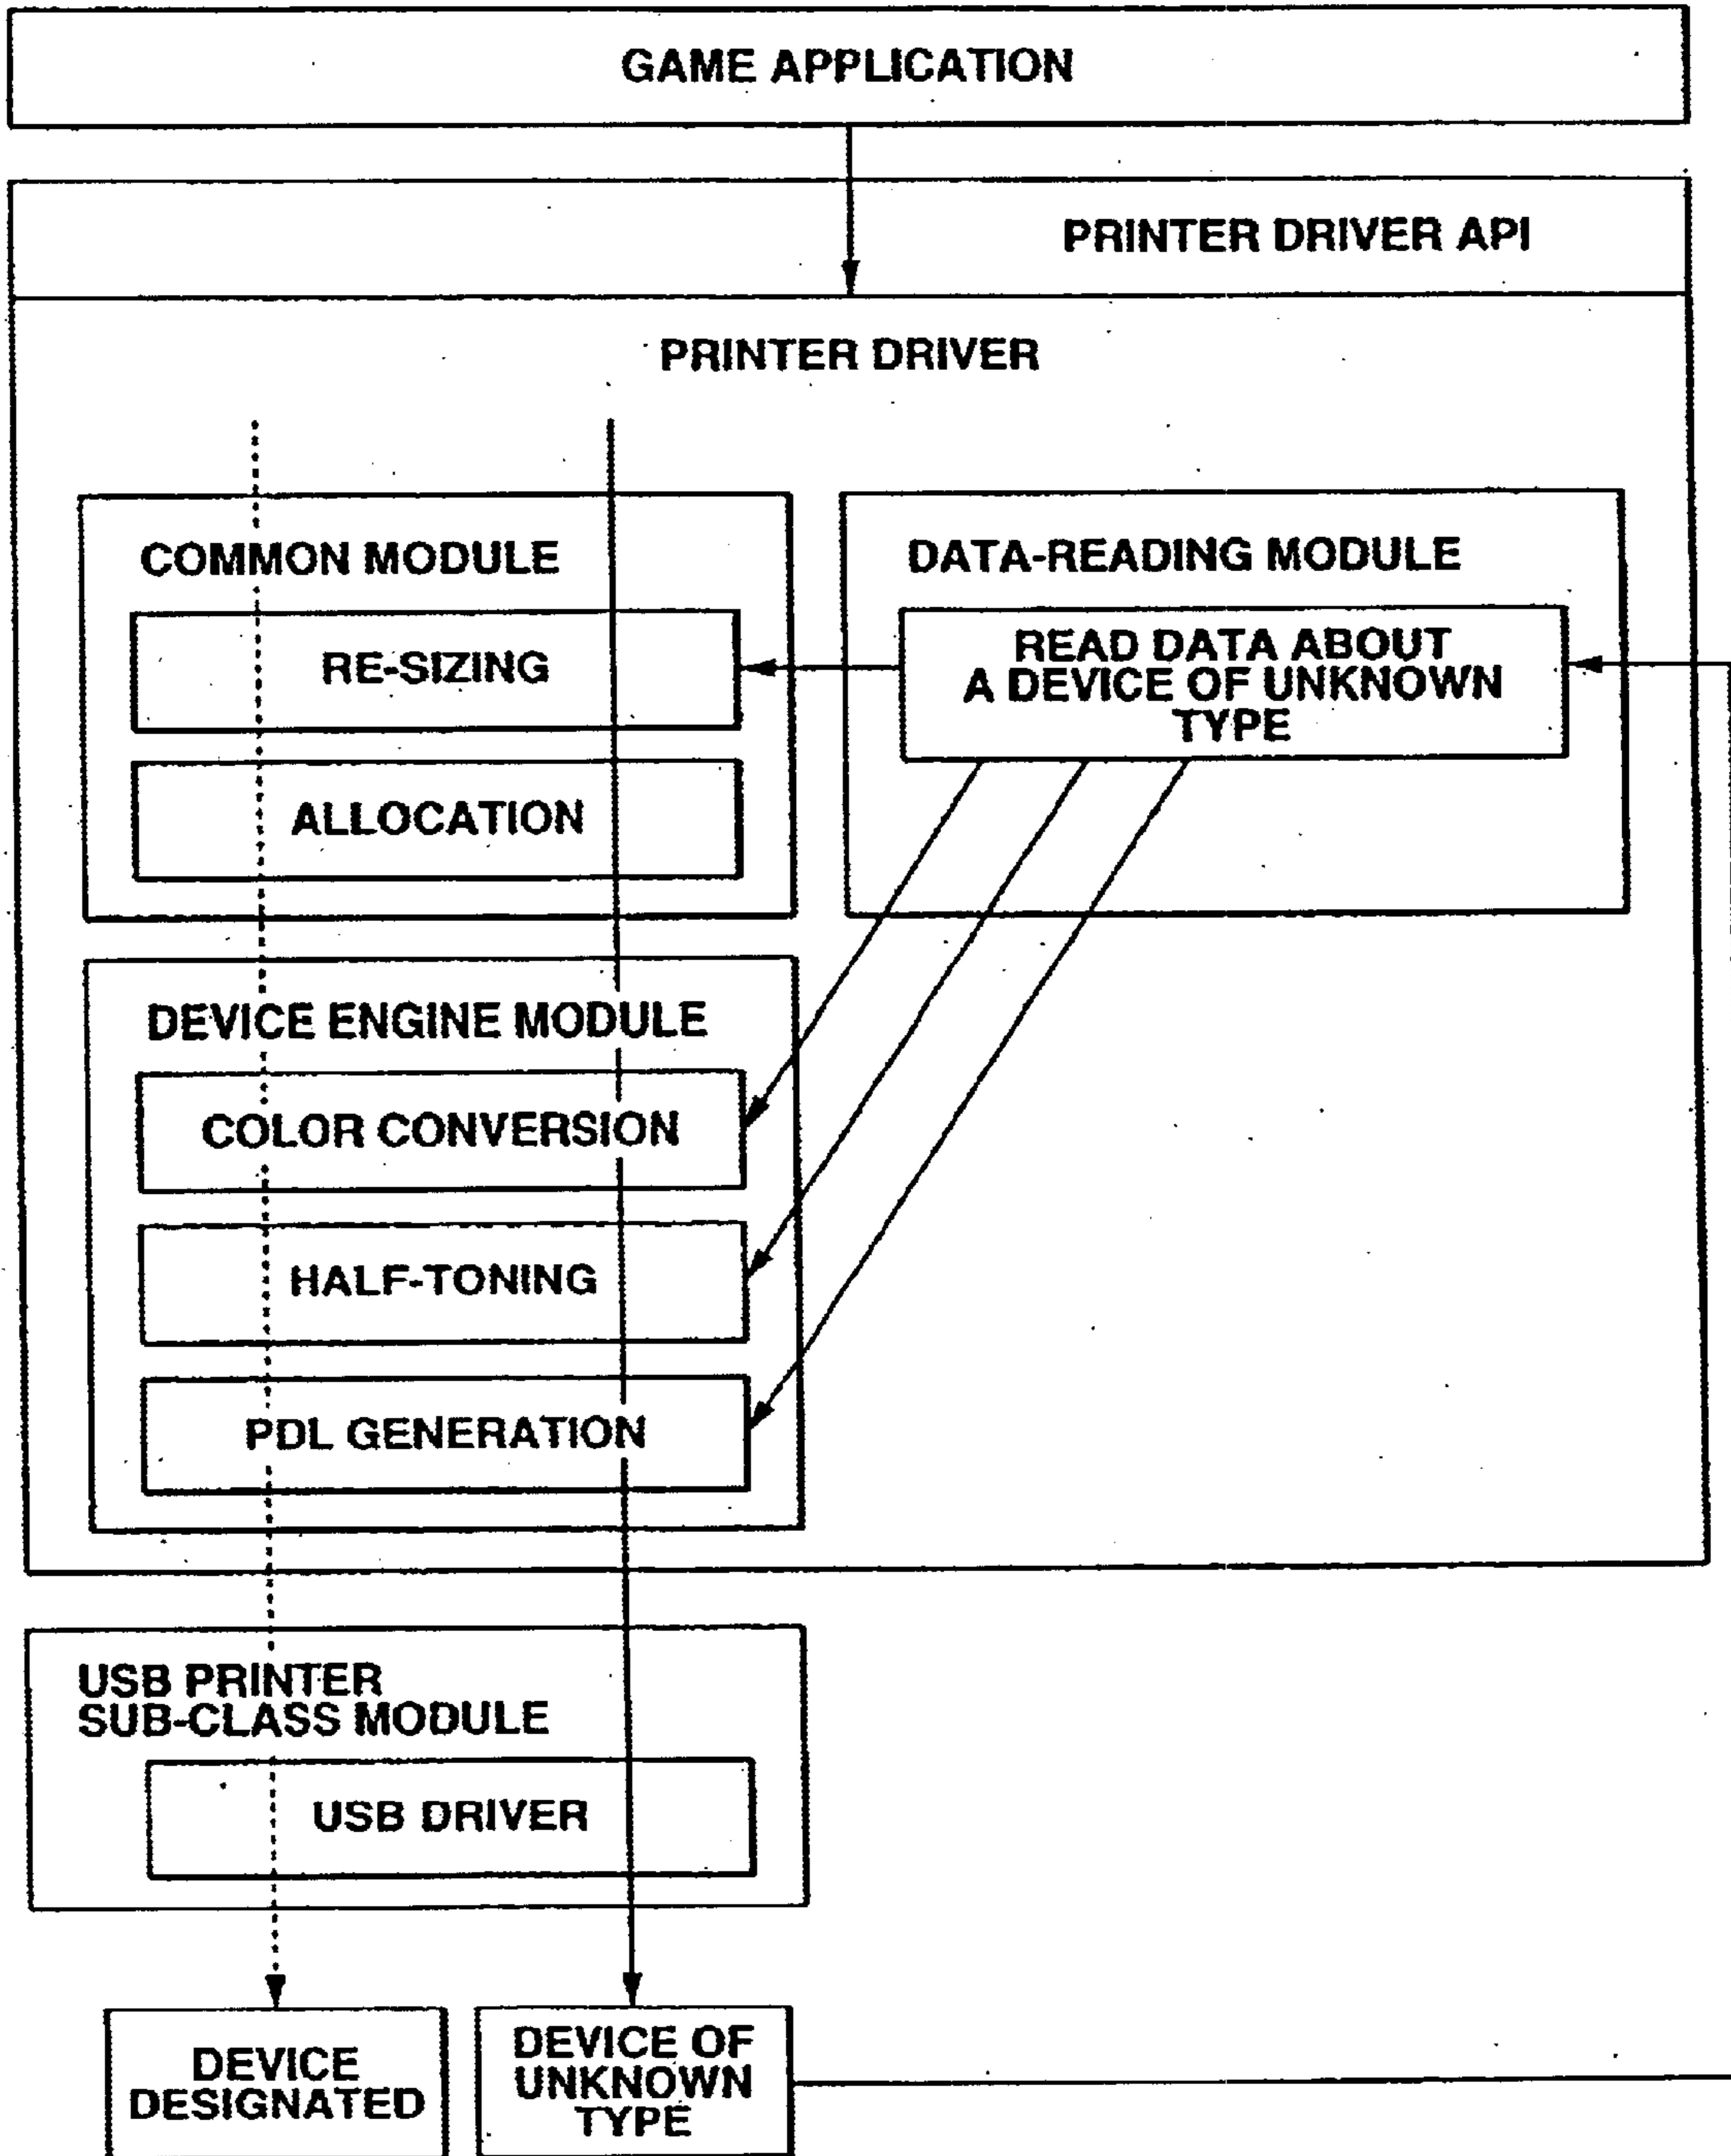 GAME APPLICATION
PRINTER DRIVER API
PRINTER DRIVER
COMMON MODULE
RE-SIZING
ALLOCATION
DATA-READING MODULE
READ DATA ABOUT
A DEVICE OF UNKNOWN
TYPE
DEVICE ENGINE MODULE
COLOR CONVERSION
HALF-TONING
PDL GENERATION
USB PRINTER
SUB-CLASS MODULE
USB DRIVER
DEVICE
DESIGNATED
DEVICE OF
UNKNOWN
TYPE